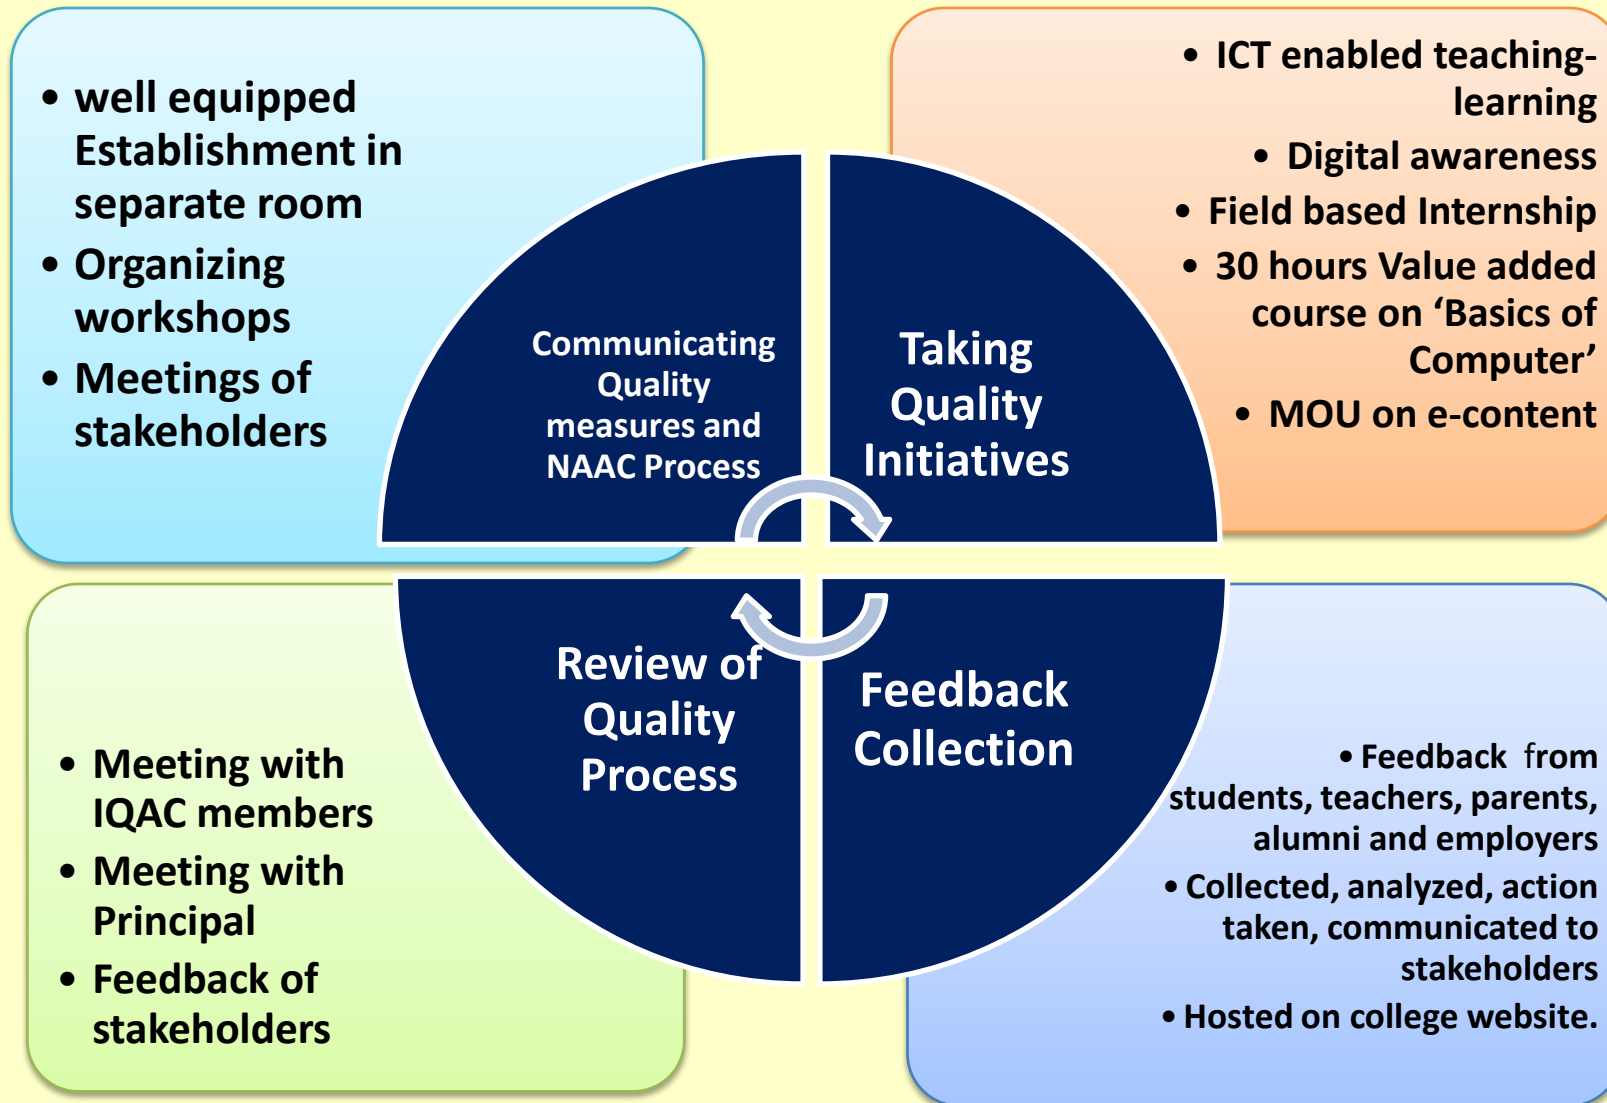 • well equipped
Establishment in
separate room
• Organizing
workshops
• Meetings of
stakeholders
• ICT enabled teaching-
learning
• Digital awareness
• Field based Internship
• 30 hours Value added
course on ‘Basics of
Computer’
• MOU on e-content
Communicating
Quality
measures and
NAAC Process
Taking
Quality
Initiatives
Review of
Quality
Process
Feedback
Collection
• Meeting with
IQAC members
• Meeting with
Principal
• Feedback of
stakeholders
• Feedback from
students, teachers, parents,
alumni and employers
• Collected, analyzed, action
taken, communicated to
stakeholders
• Hosted on college website.